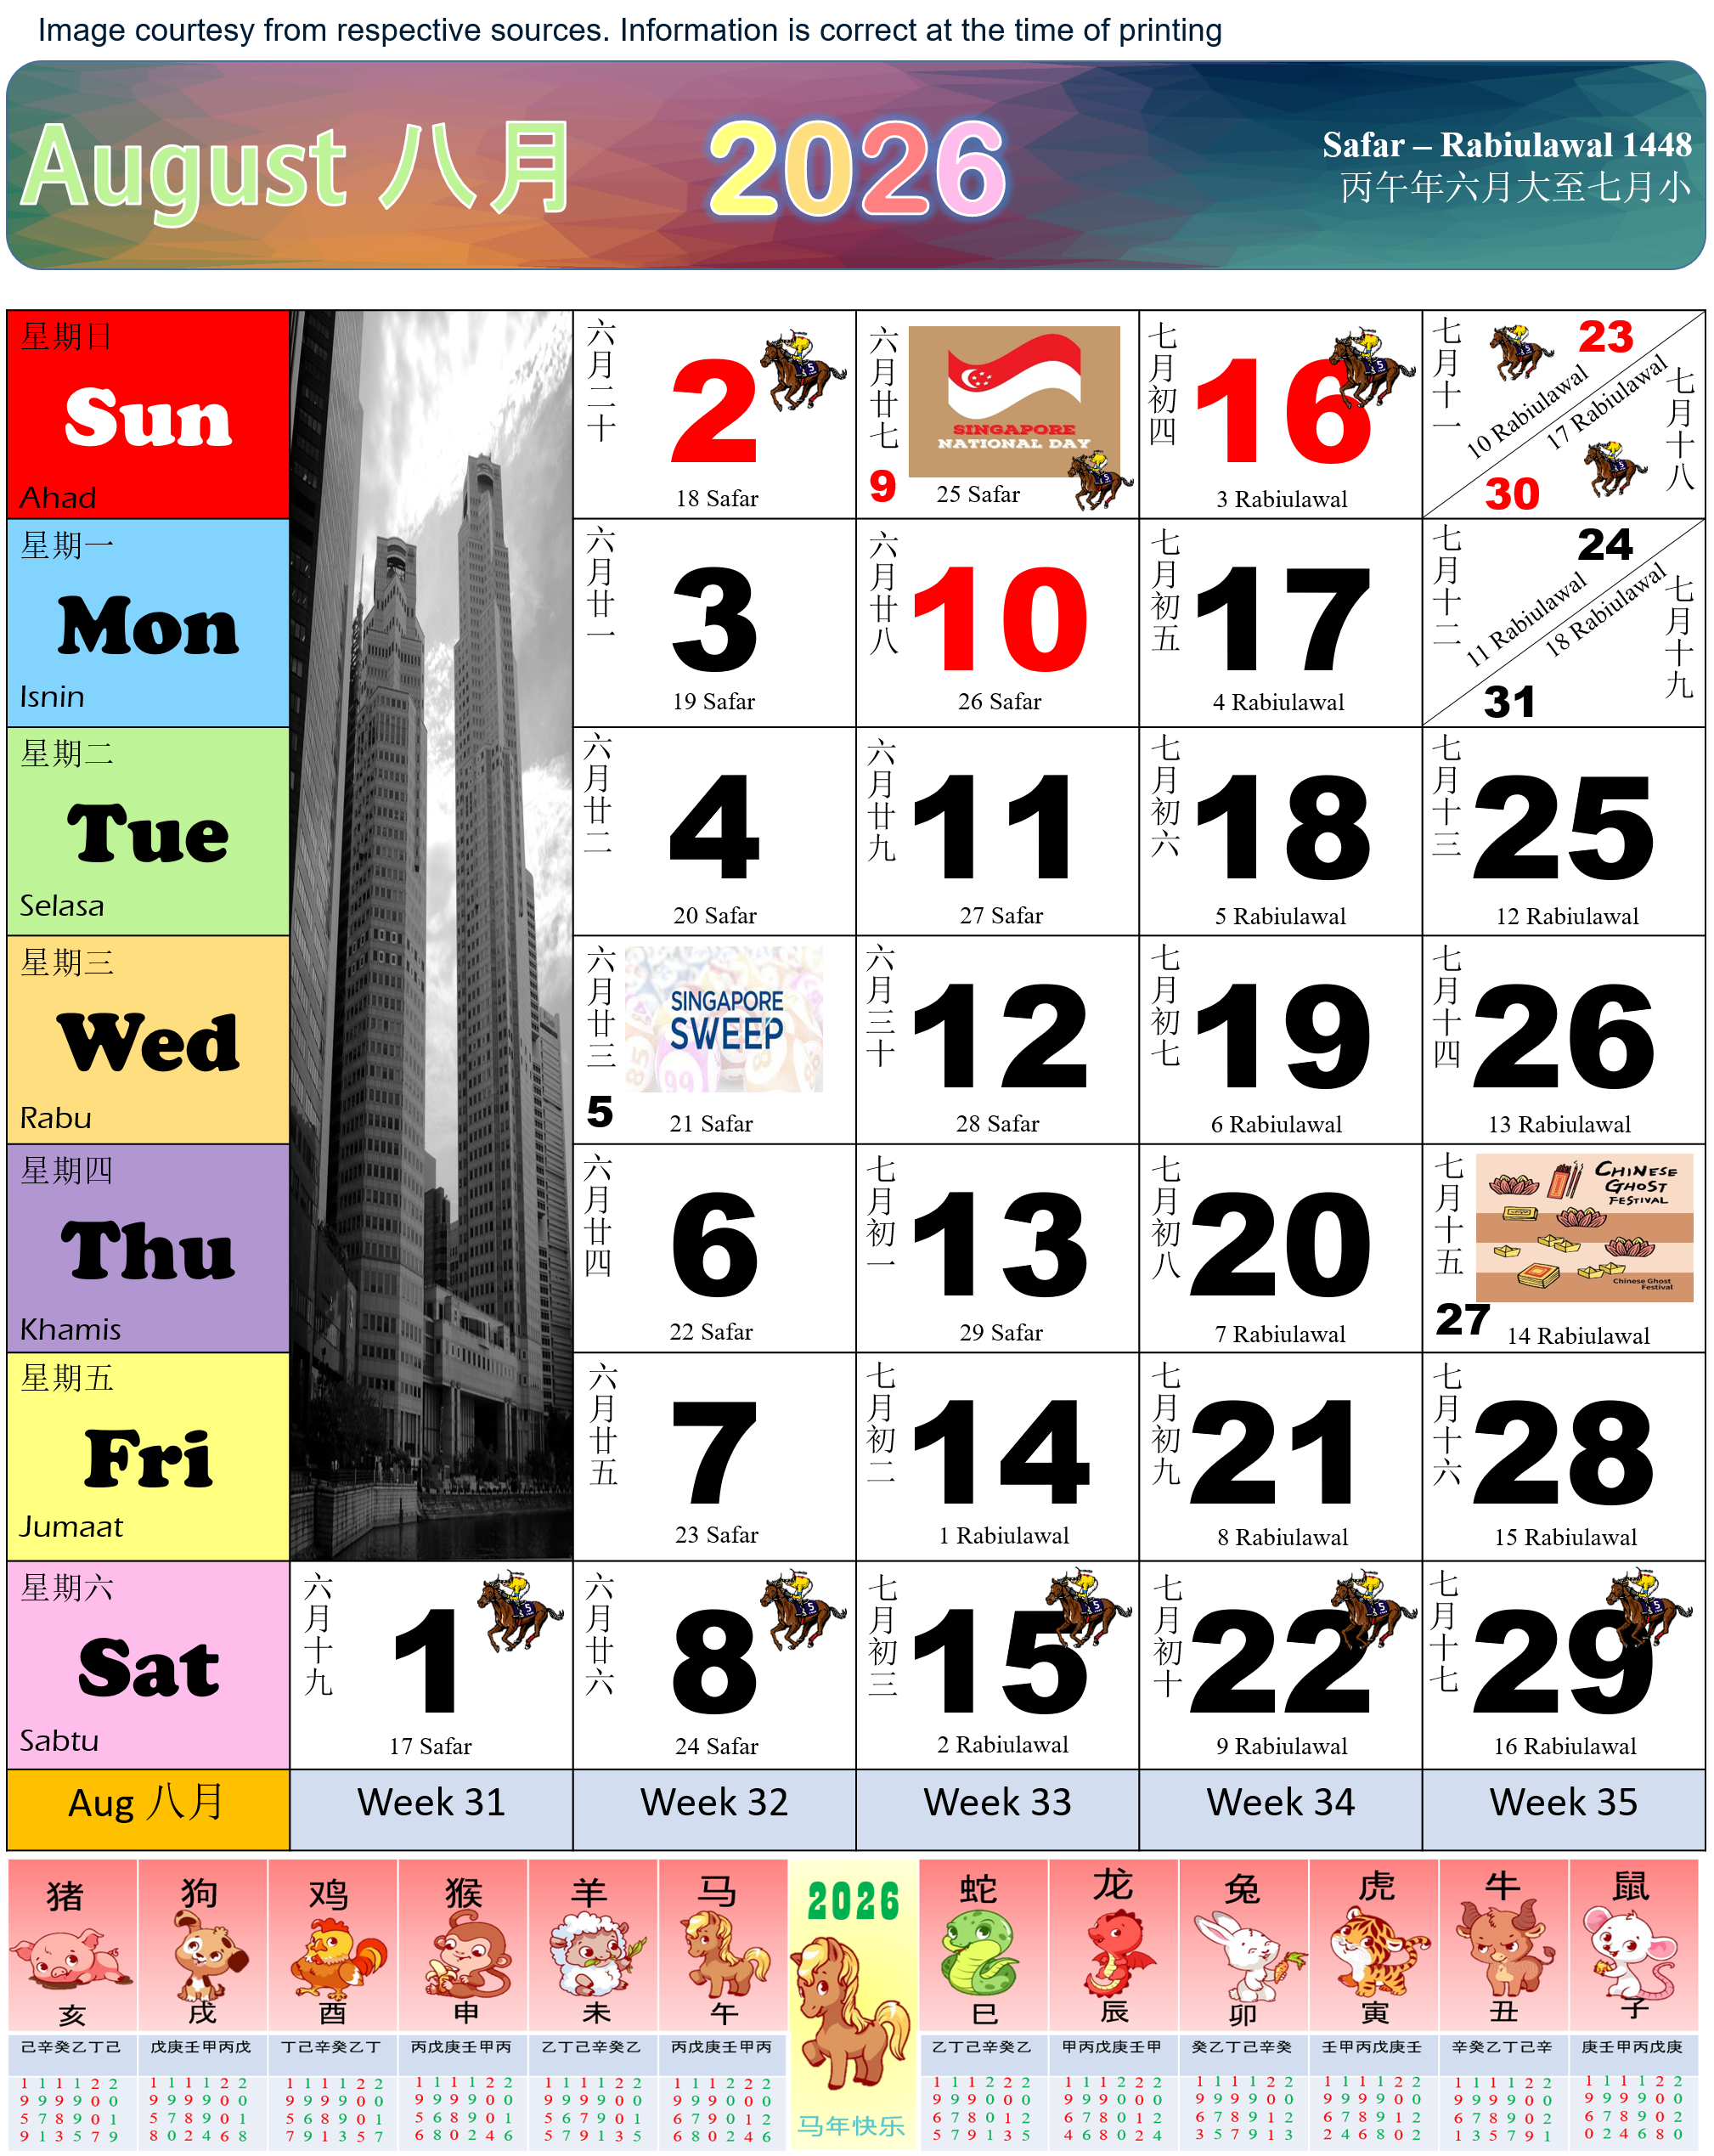 Image courtesy from respective sources. Information is correct at the time of printing
August 八月
2026
Safar – Rabiulawal 1448
丙午年六月大至七月小
星期日
Sun
Ahad
六月二十
2
18 Safar
六月廿七
SINGAPORE
NATIONAL DAY
9
25 Safar
七月初四
16
3 Rabiulawal
七月十一
23
10 Rabiulawal
17 Rabiulawal
七月十八
30
星期一
Mon
Isnin
六月廿一
3
19 Safar
六月廿八
10
26 Safar
七月初五
17
4 Rabiulawal
七月十二
24
11 Rabiulawal
18 Rabiulawal
七月十九
31
星期二
Tue
Selasa
六月廿二
4
20 Safar
六月廿九
11
27 Safar
七月初六
18
5 Rabiulawal
七月十三
25
12 Rabiulawal
星期三
Wed
Rabu
六月廿三
SINGAPORE
SWEEP
5
21 Safar
六月三十
12
28 Safar
七月初七
19
6 Rabiulawal
七月十四
26
13 Rabiulawal
星期四
Thu
Khamis
六月廿四
6
22 Safar
七月初一
13
29 Safar
七月初八
20
7 Rabiulawal
七月十五
CHINESE
GHOST
FESTIVAL
Chinese Ghost
Festival
27
14 Rabiulawal
星期五
Fri
Jumaat
六月廿五
7
23 Safar
七月初二
14
1 Rabiulawal
七月初九
21
8 Rabiulawal
七月十六
28
15 Rabiulawal
星期六
Sat
Sabtu
六月十九
1
17 Safar
六月廿六
8
24 Safar
七月初三
15
2 Rabiulawal
七月初十
22
9 Rabiulawal
七月十七
29
16 Rabiulawal
Aug 八月
Week 31
Week 32
Week 33
Week 34
Week 35
猪 狗 鸡 猴 羊 马 2026 蛇 龙 兔 虎 牛 鼠
亥 戌 酉 申 未 午 巳 辰 卯 寅 丑 子
己辛癸乙丁己 戊庚壬甲丙戊 丁己辛癸乙丁 丙戊庚壬甲丙 乙丁己辛癸乙 丙戊庚壬甲丙 乙丁己辛癸乙 甲丙戊庚壬甲 癸乙丁己辛癸 壬甲丙戊庚壬 辛癸乙丁己辛 庚壬甲丙戊庚
1959 1971 1983 1995 2007 2019
1958 1970 1982 1994 2006 2018
1957 1969 1981 1993 2005 2017
1956 1968 1980 1992 2004 2016
1955 1967 1979 1991 2003 2015
1966 1978 1990 2002 2014 2026
马年快乐
1965 1977 1989 2001 2013 2025
1964 1976 1988 2000 2012 2024
1963 1975 1987 1999 2011 2023
1962 1974 1986 1998 2010 2022
1961 1973 1985 1997 2009 2021
1960 1972 1984 1996 2008 2020